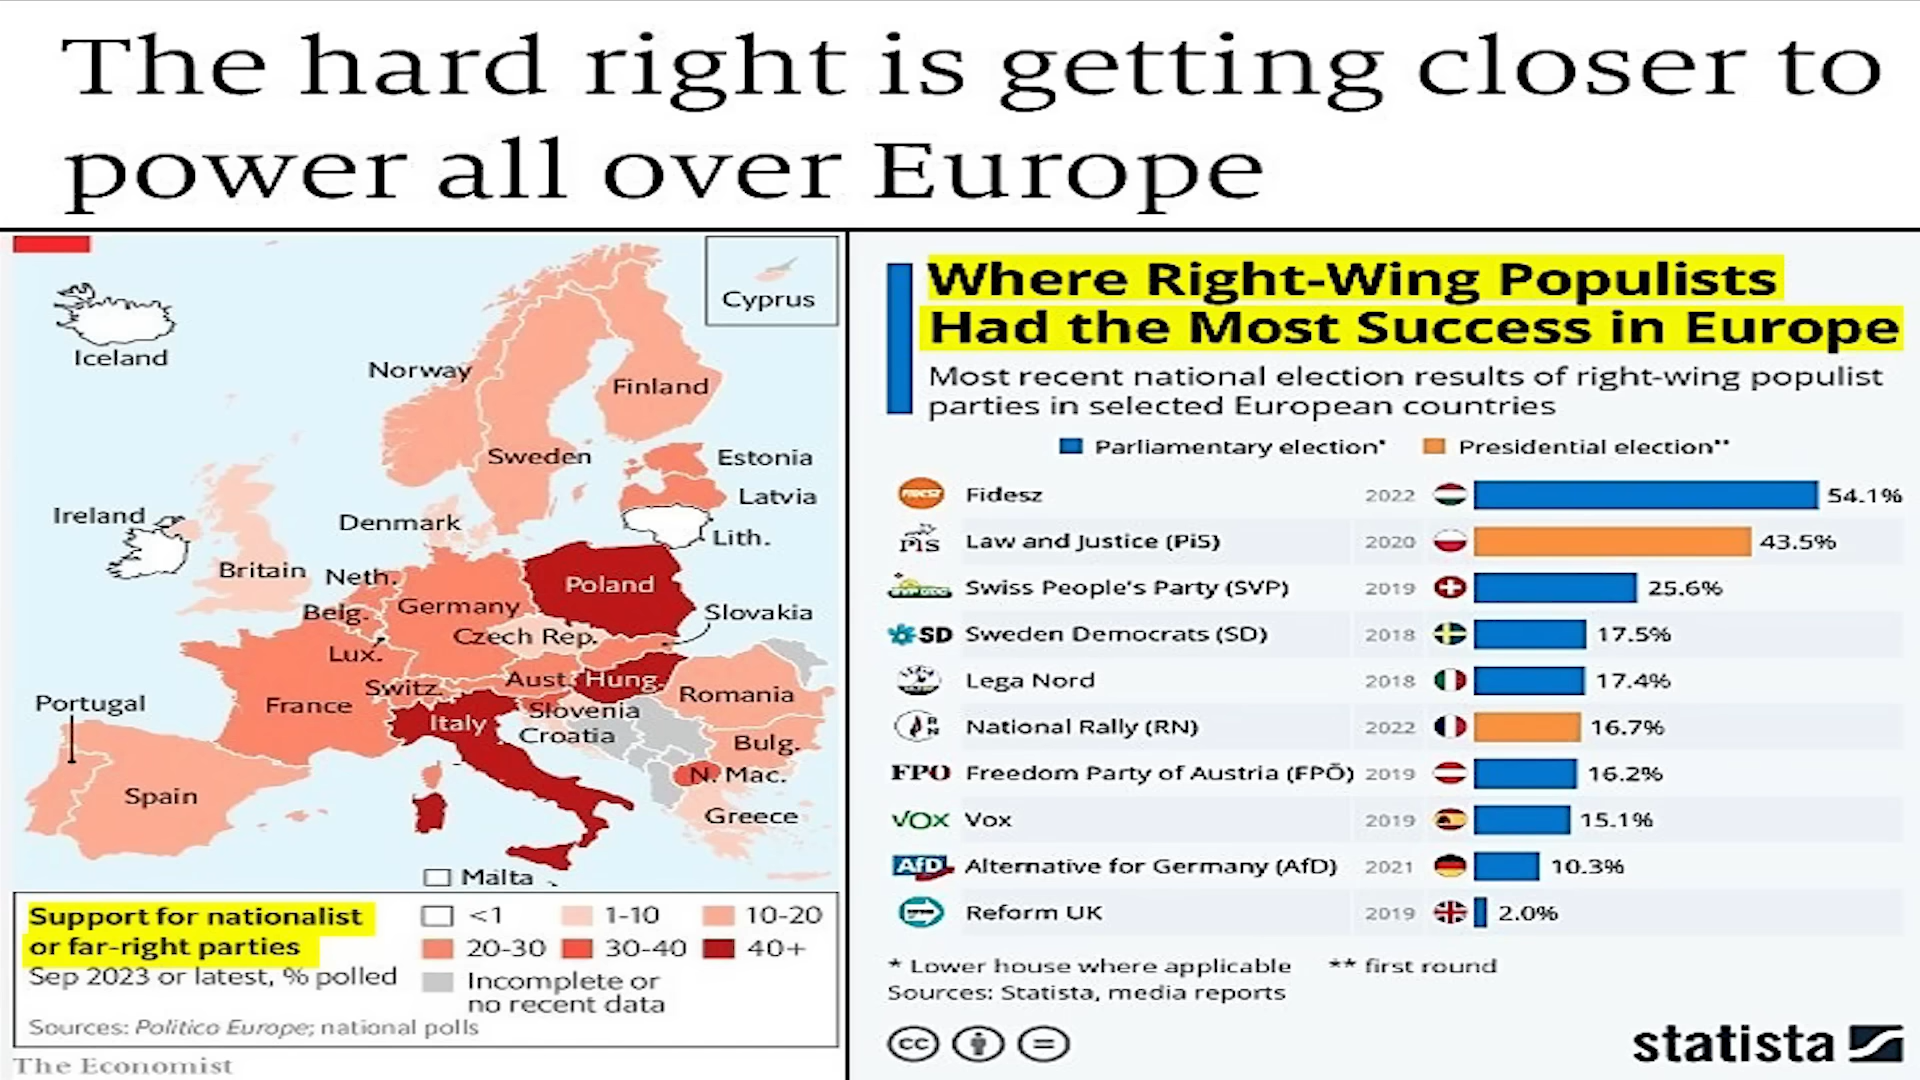 The hard right is getting closer to
power all over Europe
Cyprus
Iceland
Norway
Finland
Sweden
Estonia
Latvia
Lith.
Ireland
Denmark
Britain
Neth.
Poland
Belg.
Germany
Slovakia
Czech Rep.
Lux.
Switz.
Aust.
Hung.
Romania
Portugal
France
Italy
Slovenia
Croatia
Bulg.
N. Mac.
Spain
Greece
Malta
Support for nationalist
or far-right parties
Sep 2023 or latest, % polled
<1
1-10
10-20
20-30
30-40
40+
Incomplete or
no recent data
Sources: Politico Europe; national polls
The Economist
Where Right-Wing Populists
Had the Most Success in Europe
Most recent national election results of right-wing populist
parties in selected European countries
Parliamentary election* Presidential election**
FIDESZ Fidesz 2022 54.1%
PiS Law and Justice (PiS) 2020 43.5%
Swiss People's Party (SVP) 2019 25.6%
SD Sweden Democrats (SD) 2018 17.5%
Lega Nord 2018 17.4%
RN National Rally (RN) 2022 16.7%
FPÖ Freedom Party of Austria (FPÖ) 2019 16.2%
VOX Vox 2019 15.1%
AfD Alternative for Germany (AfD) 2021 10.3%
Reform UK 2019 2.0%
* Lower house where applicable ** first round
Sources: Statista, media reports
cc
statista